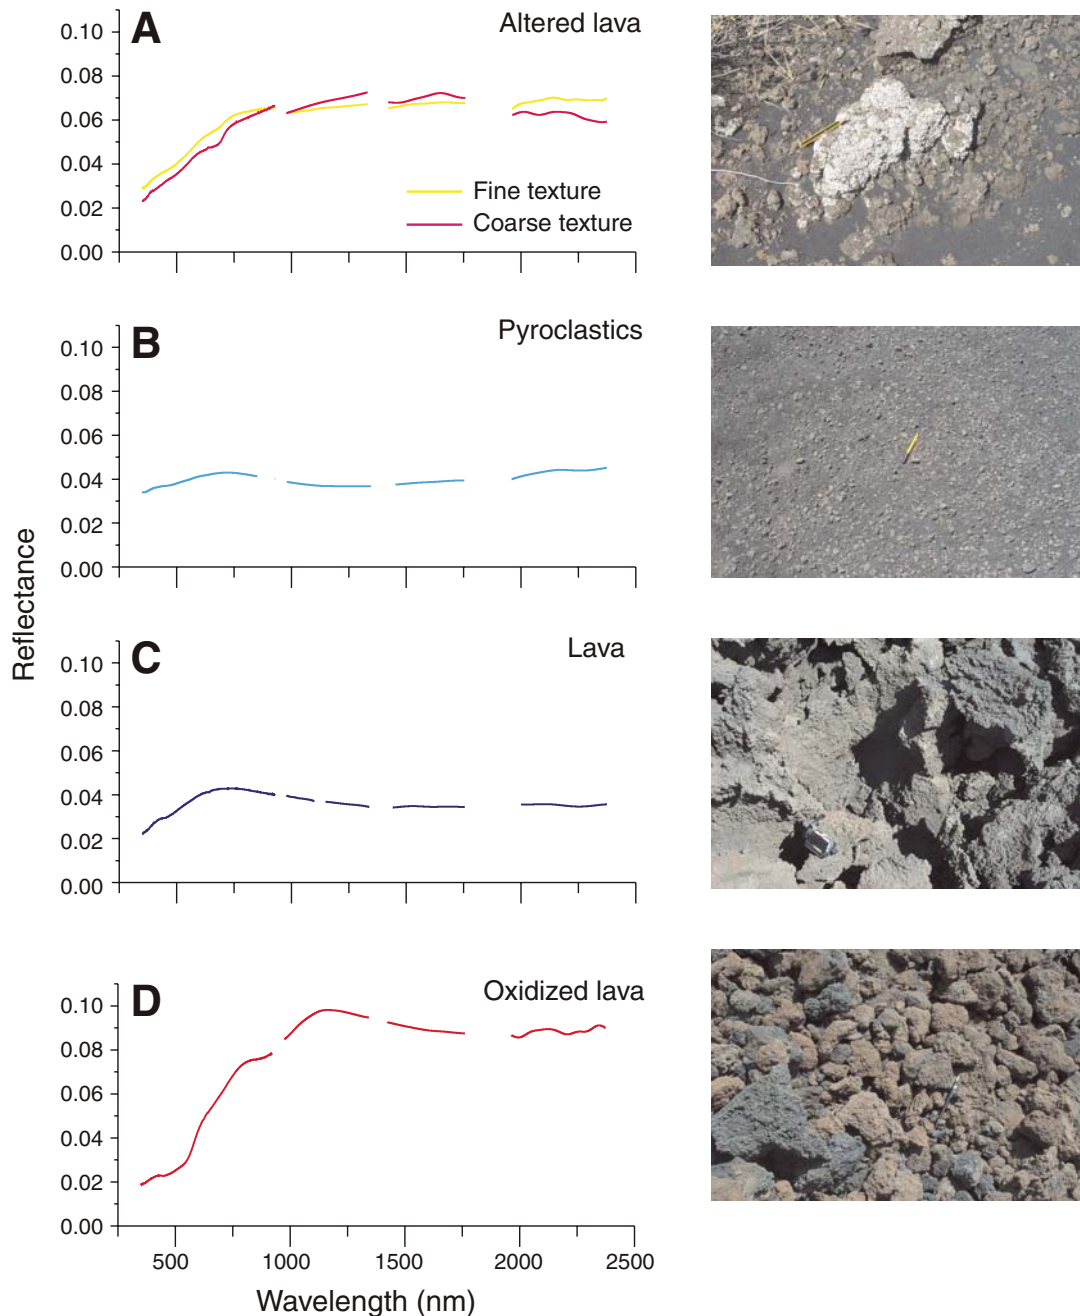 A
Altered lava
0.10
0.08
0.06
0.04
0.02
0.00
Fine texture
Coarse texture
B
Pyroclastics
0.10
0.08
0.06
0.04
0.02
0.00
C
Lava
0.10
0.08
0.06
0.04
0.02
0.00
D
Oxidized lava
0.10
0.08
0.06
0.04
0.02
0.00
500 1000 1500 2000 2500
Wavelength (nm)
Reflectance